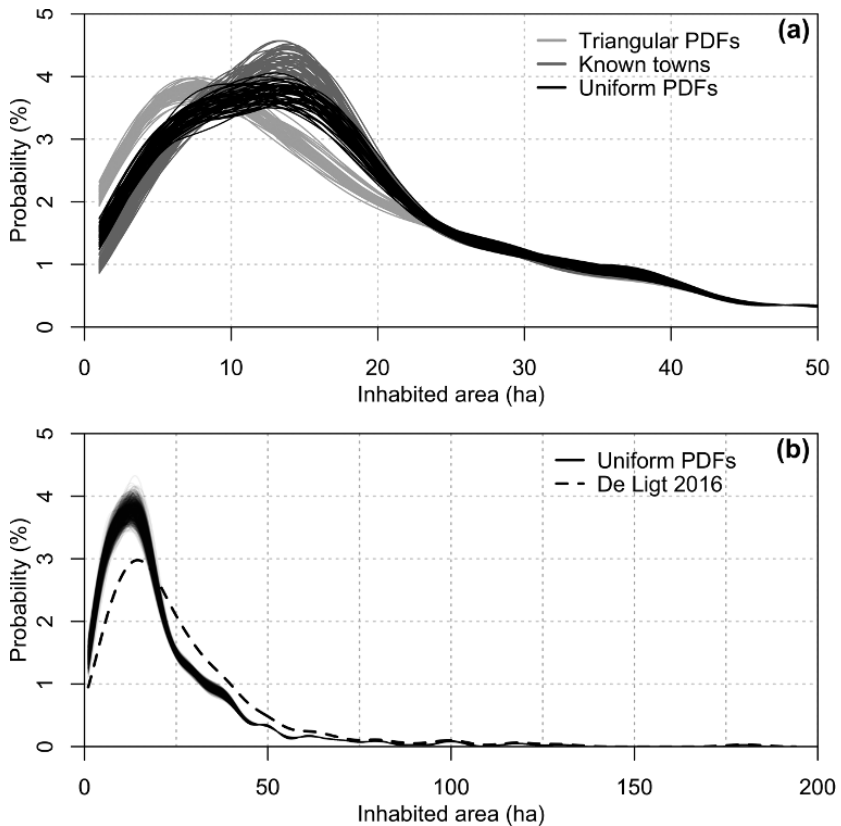 (a)
Triangular PDFs
Known towns
Uniform PDFs
Probability (%)
5
4
3
2
1
0
0 10 20 30 40 50
Inhabited area (ha)
(b)
Uniform PDFs
De Ligt 2016
Probability (%)
5
4
3
2
1
0
0 50 100 150 200
Inhabited area (ha)